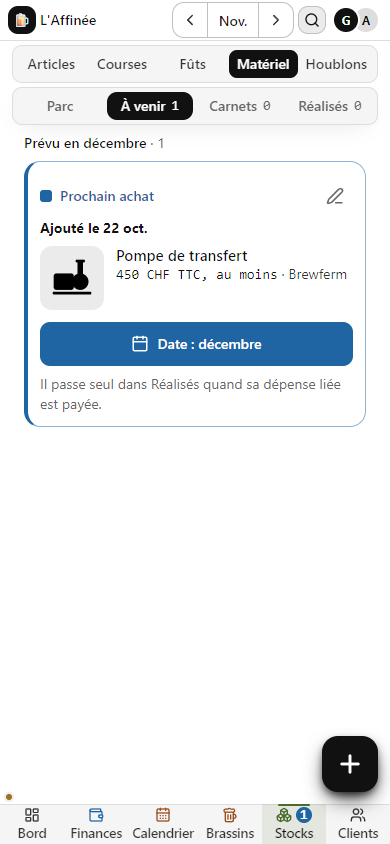 L'Affinée
Nov.
G A
Articles Courses Fûts Matériel Houblons
Parc À venir 1 Carnets 0 Réalisés 0
Prévu en décembre · 1
Prochain achat
Ajouté le 22 oct.
Pompe de transfert
450 CHF TTC, au moins · Brewferm
Date : décembre
Il passe seul dans Réalisés quand sa dépense liée
est payée.
1
Bord Finances Calendrier Brassins Stocks Clients